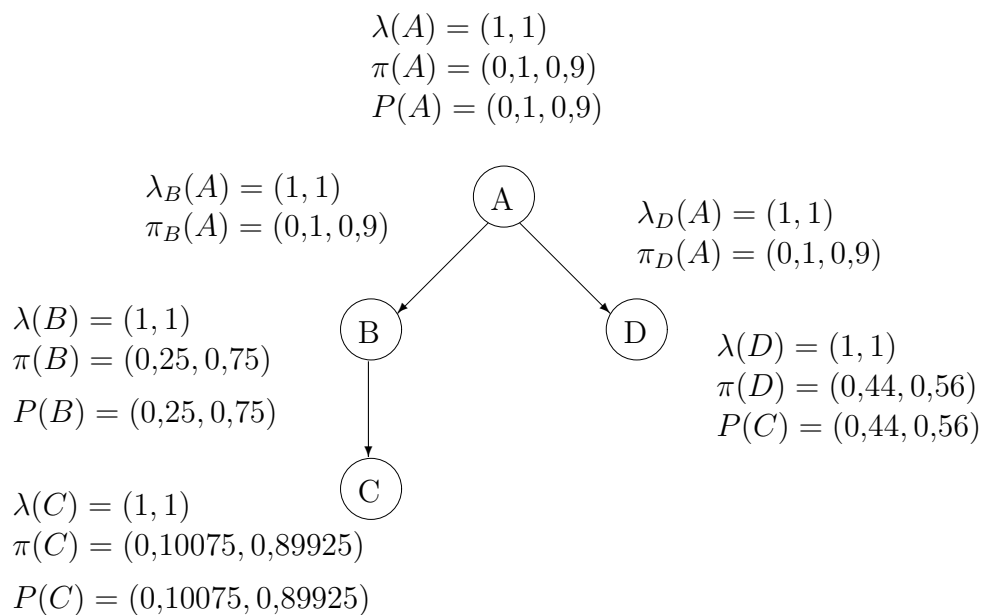 λ(A) = (1, 1)
π(A) = (0,1, 0,9)
P(A) = (0,1, 0,9)
λ_B(A) = (1, 1)
π_B(A) = (0,1, 0,9)
A
λ_D(A) = (1, 1)
π_D(A) = (0,1, 0,9)
λ(B) = (1, 1)
π(B) = (0,25, 0,75)
P(B) = (0,25, 0,75)
B
D
λ(D) = (1, 1)
π(D) = (0,44, 0,56)
P(C) = (0,44, 0,56)
C
λ(C) = (1, 1)
π(C) = (0,10075, 0,89925)
P(C) = (0,10075, 0,89925)